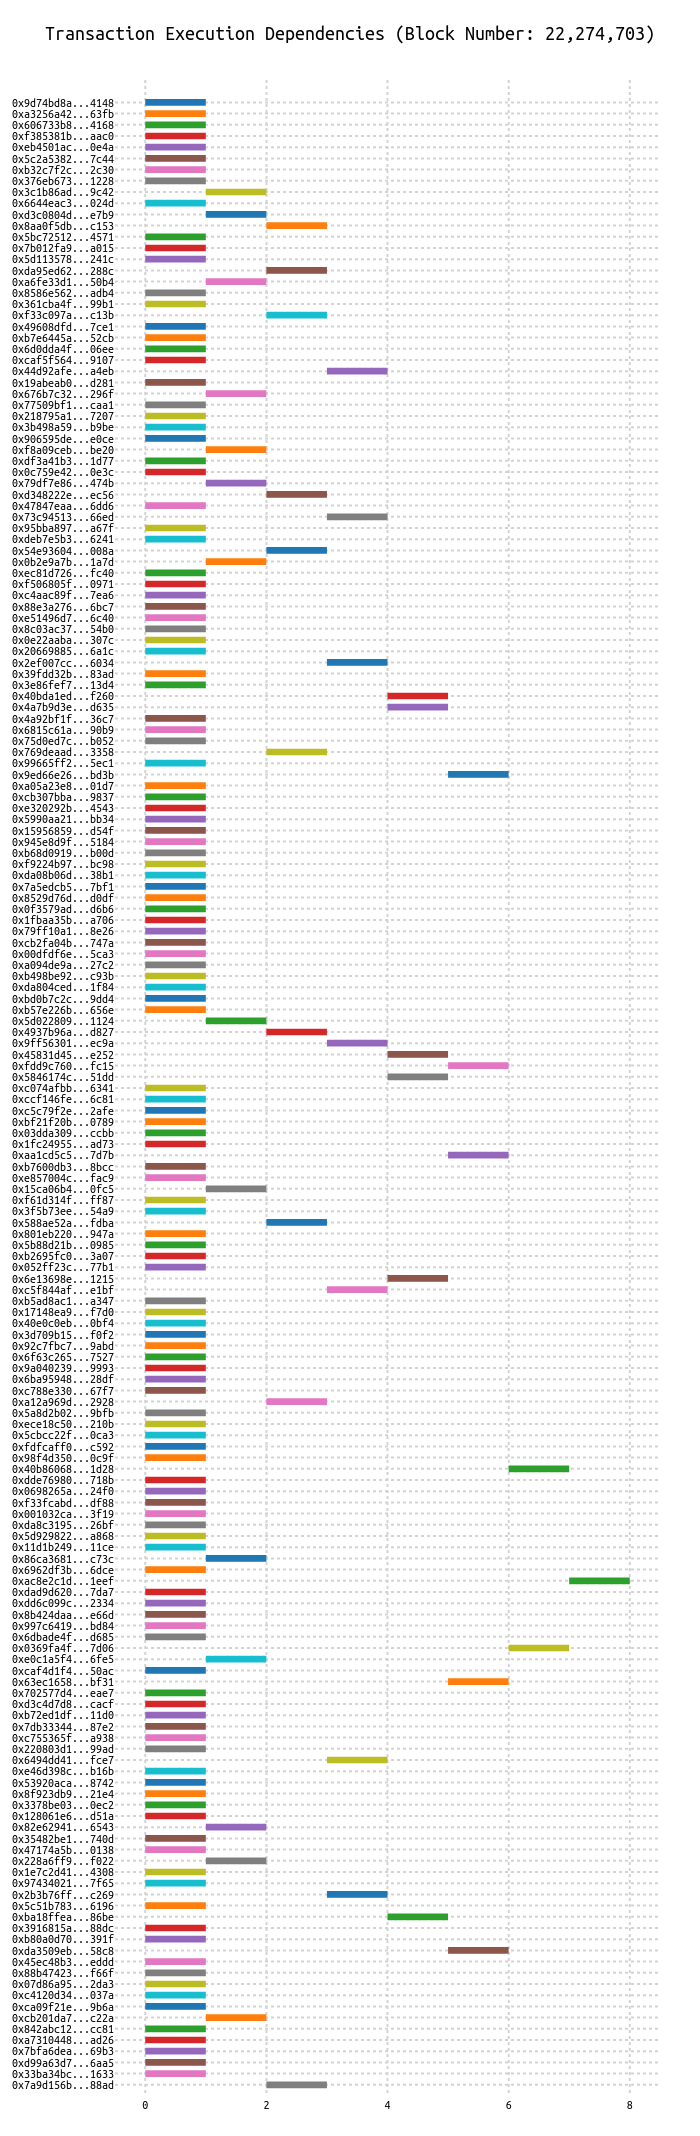 Transaction Execution Dependencies (Block Number: 22,274,703)
0x9d74bd8a...4148
0xa3256a42...63fb
0x606733b8...4168
0xf385381b...aac0
0xeb4501ac...0e4a
0x5c2a5382...7c44
0xb32c7f2c...2c30
0x376eb673...1228
0x3c1b86ad...9c42
0x6644eac3...024d
0xd3c0804d...e7b9
0x8aa0f5db...c153
0x5bc72512...4571
0x7b012fa9...a015
0x5d113578...241c
0xda95ed62...288c
0xa6fe33d1...50b4
0x8586e562...adb4
0x361cba4f...99b1
0xf33c097a...c13b
0x49608dfd...7ce1
0xb7e6445a...52cb
0x6d0dda4f...06ee
0xcaf5f564...9107
0x44d92afe...a4eb
0x19abeab0...d281
0x676b7c32...296f
0x77509bf1...caa1
0x218795a1...7207
0x3b498a59...b9be
0x906595de...e0ce
0xf8a09ceb...be20
0xdf3a41b3...1d77
0x0c759e42...0e3c
0x79df7e86...474b
0xd348222e...ec56
0x47847eaa...6dd6
0x73c94513...66ed
0x95bba897...a67f
0xdeb7e5b3...6241
0x54e93604...008a
0x0b2e9a7b...1a7d
0xec81d726...fc40
0xf506805f...0971
0xc4aac89f...7ea6
0x88e3a276...6bc7
0xe51496d7...6c40
0x8c03ac37...54b0
0x0e22aaba...307c
0x20669885...6a1c
0x2ef007cc...6034
0x39fdd32b...83ad
0x3e86fef7...13d4
0x40bda1ed...f260
0x4a7b9d3e...d635
0x4a92bf1f...36c7
0x6815c61a...90b9
0x75d0ed7c...b052
0x769deaad...3358
0x99665ff2...5ec1
0x9ed66e26...bd3b
0xa05a23e8...01d7
0xcb307bba...9837
0xe320292b...4543
0x5990aa21...bb34
0x15956859...d54f
0x945e8d9f...5184
0xb68d0919...b00d
0xf9224b97...bc98
0xda08b06d...38b1
0x7a5edcb5...7bf1
0x8529d76d...d0df
0x0f3579ad...d6b6
0x1fbaa35b...a706
0x79ff10a1...8e26
0xcb2fa04b...747a
0x00dfdf6e...5ca3
0xa094de9a...27c2
0xb498be92...c93b
0xda804ced...1f84
0xbd0b7c2c...9dd4
0xb57e226b...656e
0x5d022809...1124
0x4937b96a...d827
0x9ff56301...ec9a
0x45831d45...e252
0xfdd9c760...fc15
0x5846174c...51dd
0xc074afbb...6341
0xccf146fe...6c81
0xc5c79f2e...2afe
0xbf21f20b...0789
0x03dda309...ccbb
0x1fc24955...ad73
0xaa1cd5c5...7d7b
0xb7600db3...8bcc
0xe857004c...fac9
0x15ca06b4...0fc5
0xf61d314f...ff87
0x3f5b73ee...54a9
0x588ae52a...fdba
0x801eb220...947a
0x5b88d21b...0985
0xb2695fc0...3a07
0x052ff23c...77b1
0x6e13698e...1215
0xc5f844af...e1bf
0xb5ad8ac1...a347
0x17148ea9...f7d0
0x40e0c0eb...0bf4
0x3d709b15...f0f2
0x92c7fbc7...9abd
0x6f63c265...7527
0x9a040239...9993
0x6ba95948...28df
0xc788e330...67f7
0xa12a969d...2928
0x5a8d2b02...9bfb
0xece18c50...210b
0x5cbcc22f...0ca3
0xfdfcaff0...c592
0x98f4d350...0c9f
0x40b86068...1d28
0xdde76980...718b
0x0698265a...24f0
0xf33fcabd...df88
0x001032ca...3f19
0xda8c3195...26bf
0x5d929822...a868
0x11d1b249...11ce
0x86ca3681...c73c
0x6962df3b...6dce
0xac8e2c1d...1eef
0xdad9d620...7da7
0xdd6c099c...2334
0x8b424daa...e66d
0x997c6419...bd84
0x6dbade4f...d685
0x0369fa4f...7d06
0xe0c1a5f4...6fe5
0xcaf4d1f4...50ac
0x63ec1658...bf31
0x702577d4...eae7
0xd3c4d7d8...cacf
0xb72ed1df...11d0
0x7db33344...87e2
0xc755365f...a938
0x220803d1...99ad
0x6494dd41...fce7
0xe46d398c...b16b
0x53920aca...8742
0x8f923db9...21e4
0x3378be03...0ec2
0x128061e6...d51a
0x82e62941...6543
0x35482be1...740d
0x47174a5b...0138
0x228a6ff9...f022
0x1e7c2d41...4308
0x97434021...7f65
0x2b3b76ff...c269
0x5c51b783...6196
0xba18ffea...86be
0x3916815a...88dc
0xb80a0d70...391f
0xda3509eb...58c8
0x45ec48b3...eddd
0x88b47423...f66f
0x07d86a95...2da3
0xc4120d34...037a
0xca09f21e...9b6a
0xcb201da7...c22a
0x842abc12...cc81
0xa7310448...ad26
0x7bfa6dea...69b3
0xd99a63d7...6aa5
0x33ba34bc...1633
0x7a9d156b...88ad
0 2 4 6 8